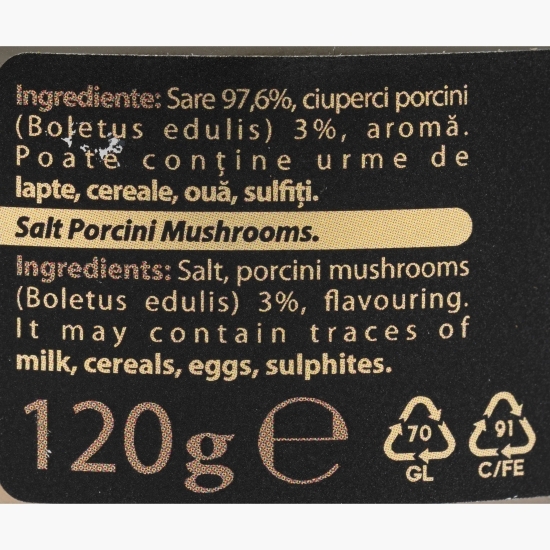 Ingrediente: Sare 97,6%, ciuperci porcini
(Boletus edulis) 3%, aromă.
Poate conține urme de
lapte, cereale, ouă, sulfiți.
Salt Porcini Mushrooms.
Ingredients: Salt, porcini mushrooms
(Boletus edulis) 3%, flavouring.
It may contain traces of
milk, cereals, eggs, sulphites.
120g e
70
GL
91
C/FE